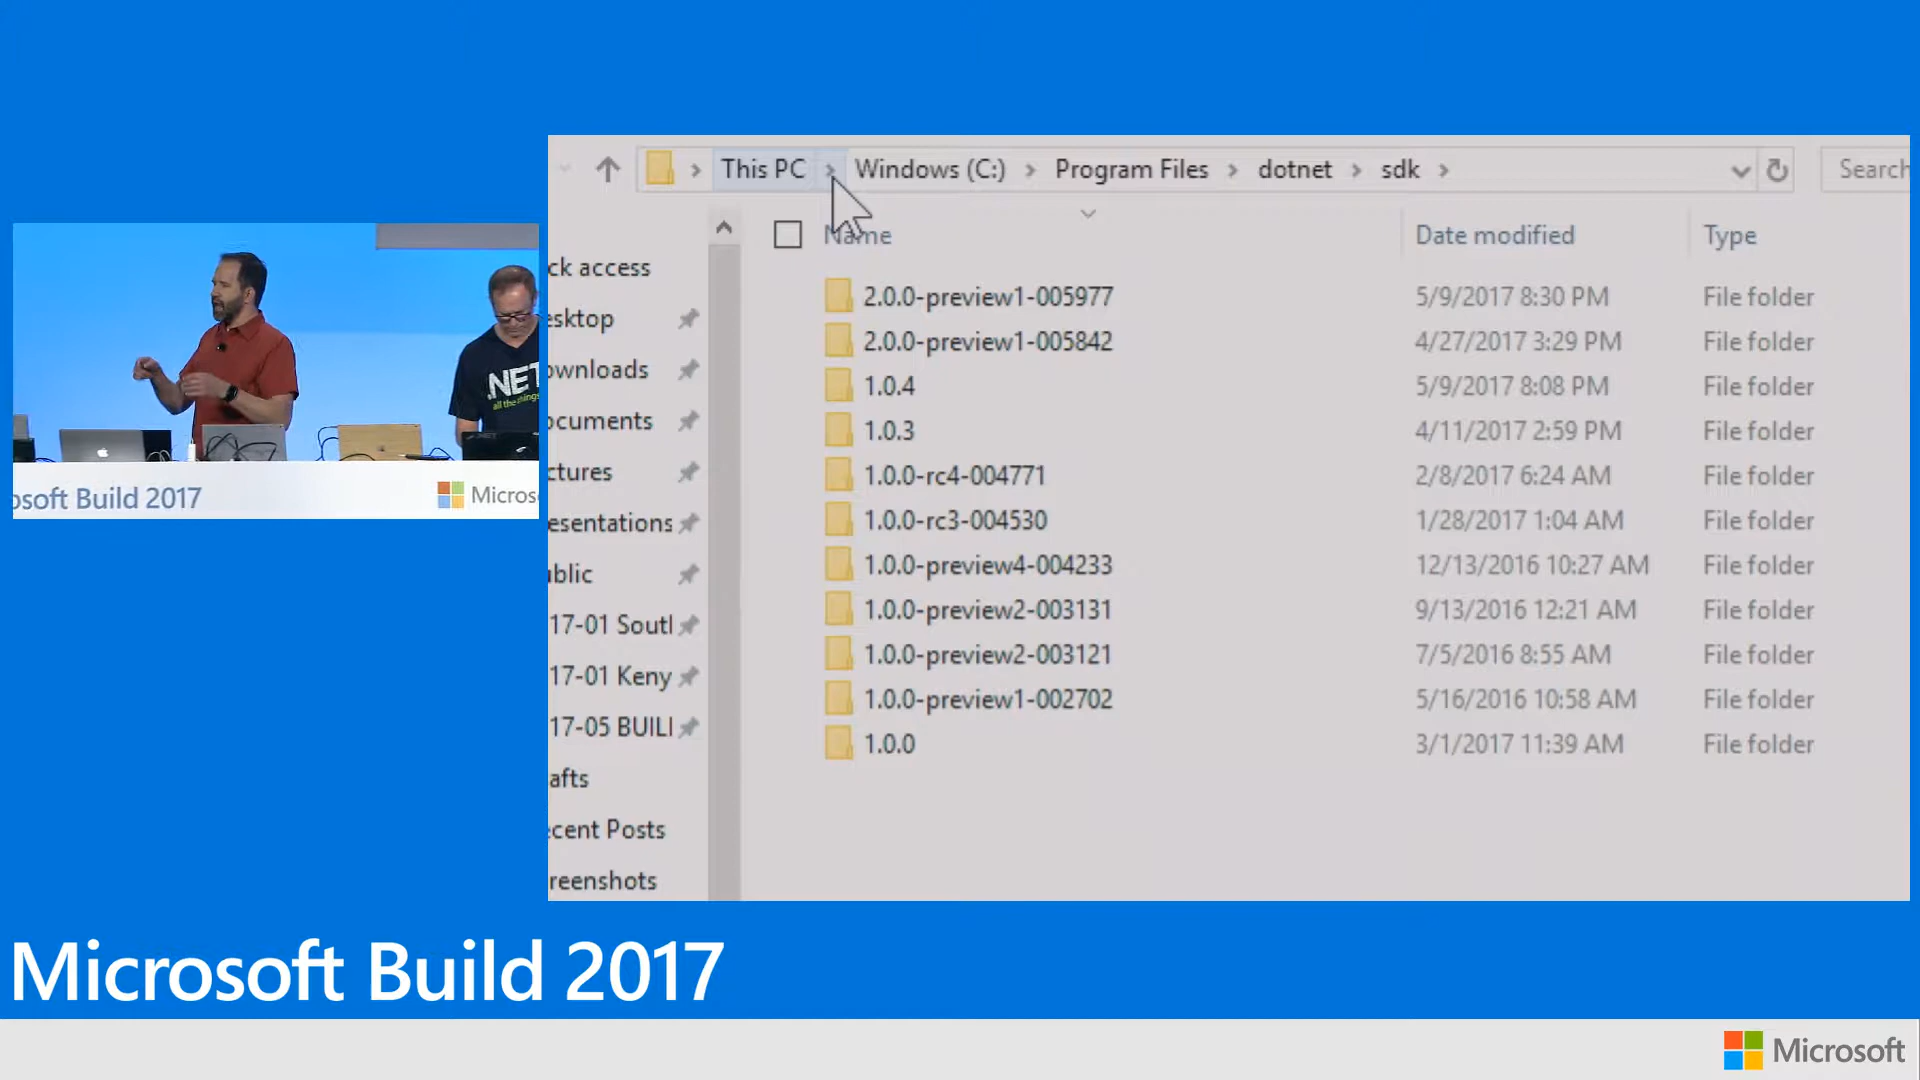 This PC > Windows (C:) > Program Files > dotnet > sdk >
Search
Name Date modified Type
ck access
esktop
ownloads
ocuments
ctures
esentations
ublic
17-01 Soutl
17-01 Keny
17-05 BUILI
afts
ecent Posts
reenshots
2.0.0-preview1-005977 5/9/2017 8:30 PM File folder
2.0.0-preview1-005842 4/27/2017 3:29 PM File folder
1.0.4 5/9/2017 8:08 PM File folder
1.0.3 4/11/2017 2:59 PM File folder
1.0.0-rc4-004771 2/8/2017 6:24 AM File folder
1.0.0-rc3-004530 1/28/2017 1:04 AM File folder
1.0.0-preview4-004233 12/13/2016 10:27 AM File folder
1.0.0-preview2-003131 9/13/2016 12:21 AM File folder
1.0.0-preview2-003121 7/5/2016 8:55 AM File folder
1.0.0-preview1-002702 5/16/2016 10:58 AM File folder
1.0.0 3/1/2017 11:39 AM File folder
.NET
all the things
osoft Build 2017
Micros
Microsoft Build 2017
Microsoft